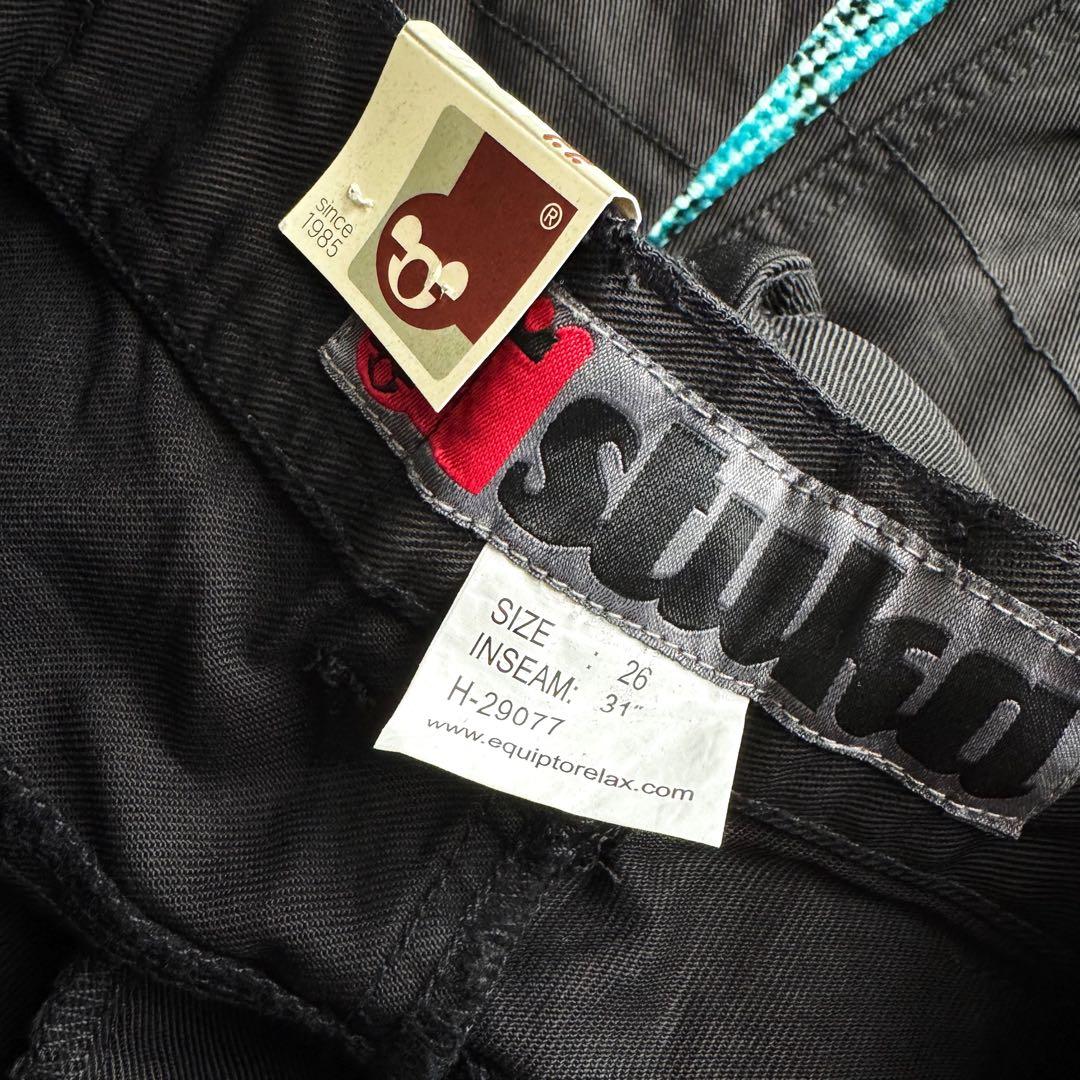 since
1985
®
SIZE : 26
INSEAM: 31"
H-29077
www.equiptorelax.com